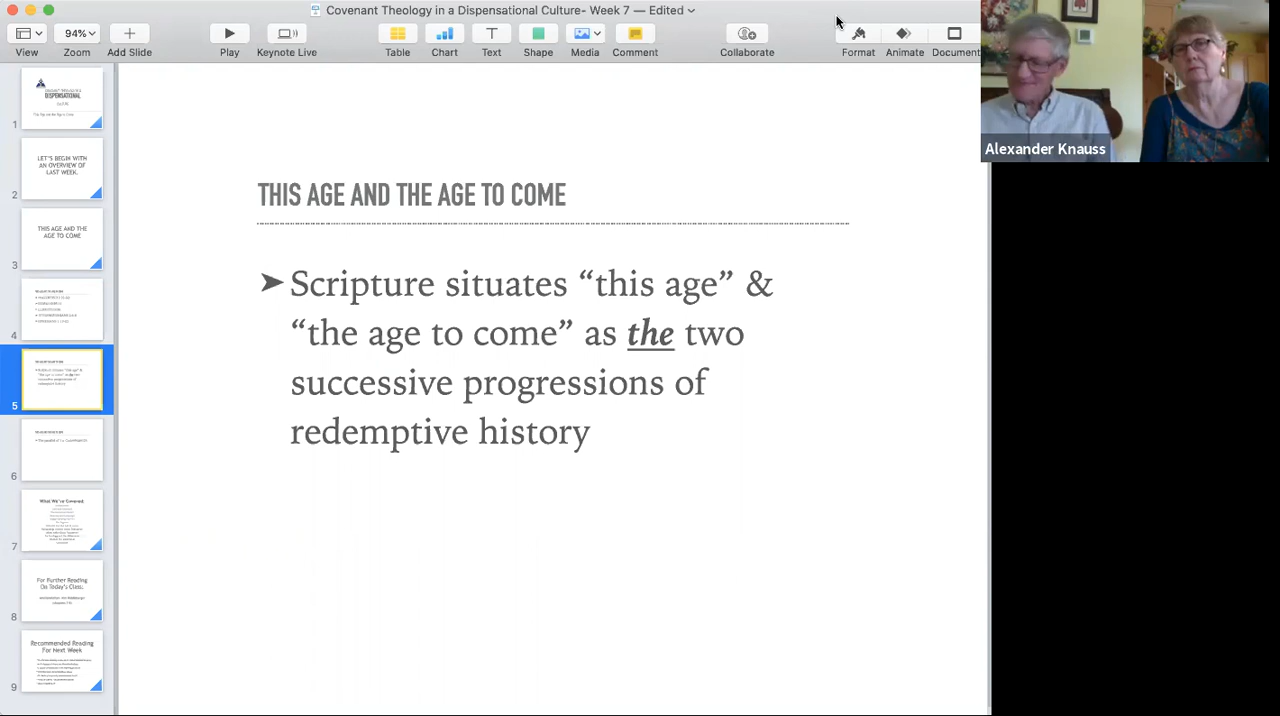 Covenant Theology in a Dispensational Culture- Week 7 — Edited
94%
View Zoom Add Slide Play Keynote Live Table Chart Text Shape Media Comment Collaborate Format Animate Document
Alexander Knauss
THIS AGE AND THE AGE TO COME
➤ Scripture situates “this age” &
“the age to come” as the two
successive progressions of
redemptive history
DISPENSATIONAL
1
LET'S BEGIN WITH
AN OVERVIEW OF
LAST WEEK.
2
THIS AGE AND THE
AGE TO COME
3
4
5
6
What We've Covered
7
For Further Reading
On Today's Class:
8
Recommended Reading
For Next Week
9